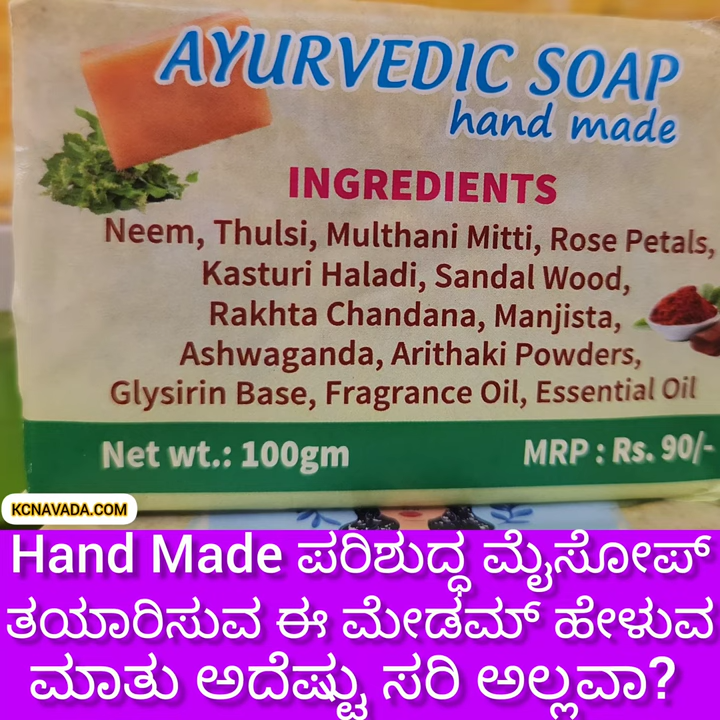 AYURVEDIC SOAP
hand made
INGREDIENTS
Neem, Thulsi, Multhani Mitti, Rose Petals,
Kasturi Haladi, Sandal Wood,
Rakhta Chandana, Manjista,
Ashwaganda, Arithaki Powders,
Glysirin Base, Fragrance Oil, Essential Oil
Net wt.: 100gm MRP : Rs. 90/-
KCNAVADA.COM
Hand Made ಪರಿಶುದ್ಧ ಮೈಸೋಪ್
ತಯಾರಿಸುವ ಈ ಮೇಡಮ್ ಹೇಳುವ
ಮಾತು ಅದೆಷ್ಟು ಸರಿ ಅಲ್ಲವಾ?